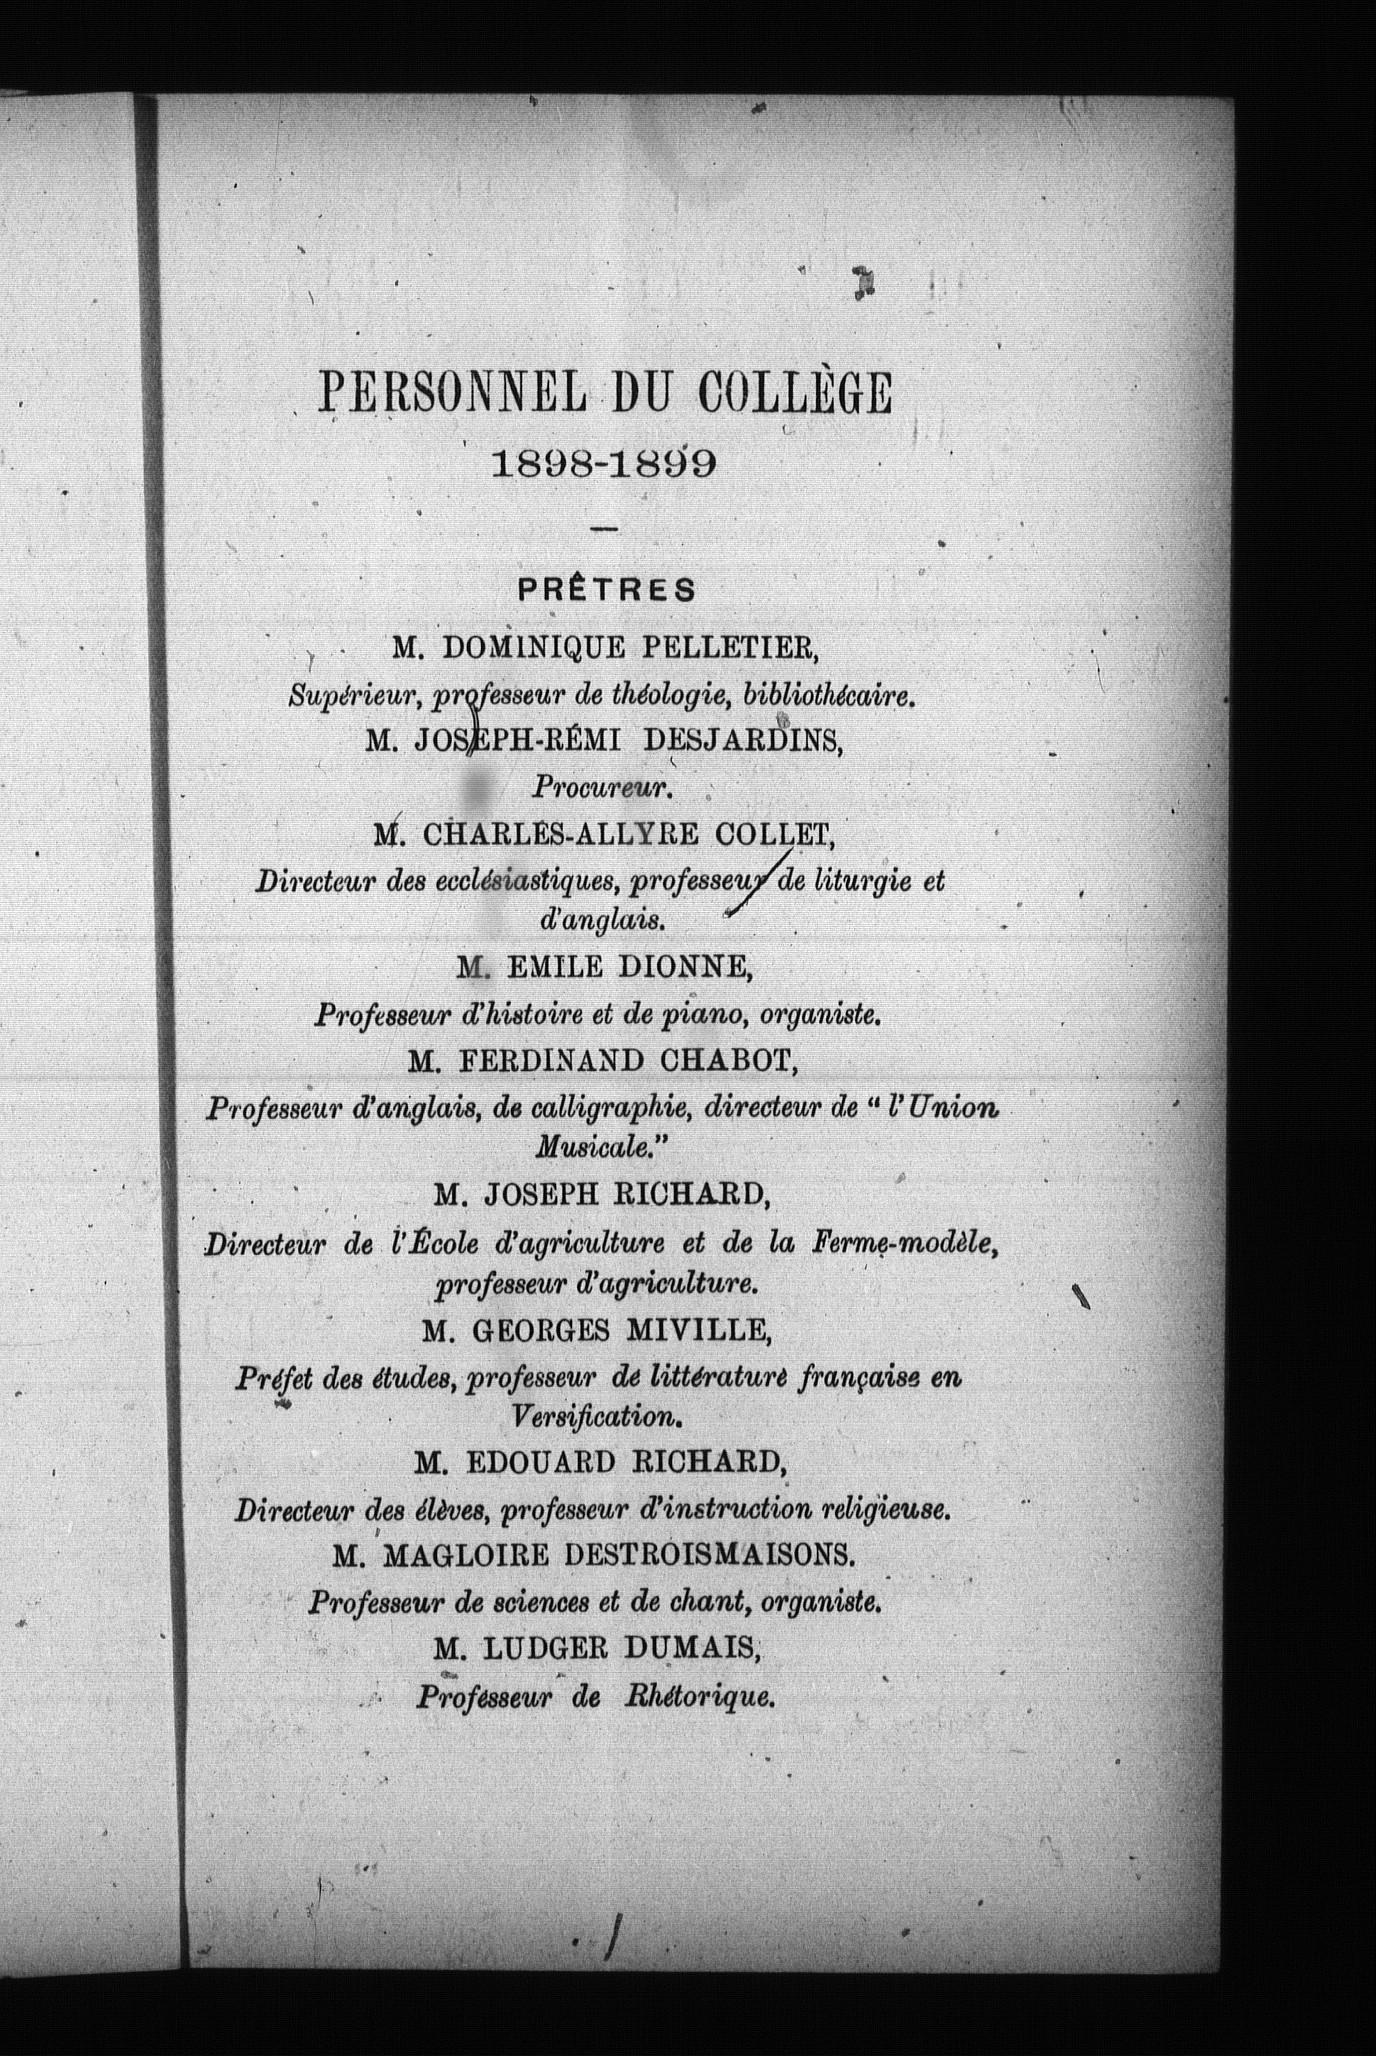 PERSONNEL DU COLLÈGE
1898-1899
PRÊTRES
M. DOMINIQUE PELLETIER,
Supérieur, professeur de théologie, bibliothécaire.
M. JOSEPH-RÉMI DESJARDINS,
Procureur.
M. CHARLES-ALLYRE COLLET,
Directeur des ecclésiastiques, professeur de liturgie et
d'anglais.
M. EMILE DIONNE,
Professeur d'histoire et de piano, organiste.
M. FERDINAND CHABOT,
Professeur d'anglais, de calligraphie, directeur de “ l'Union
Musicale.”
M. JOSEPH RICHARD,
Directeur de l'École d'agriculture et de la Ferme-modèle,
professeur d'agriculture.
M. GEORGES MIVILLE,
Préfet des études, professeur de littérature française en
Versification.
M. EDOUARD RICHARD,
Directeur des élèves, professeur d'instruction religieuse.
M. MAGLOIRE DESTROISMAISONS.
Professeur de sciences et de chant, organiste.
M. LUDGER DUMAIS,
Professeur de Rhétorique.